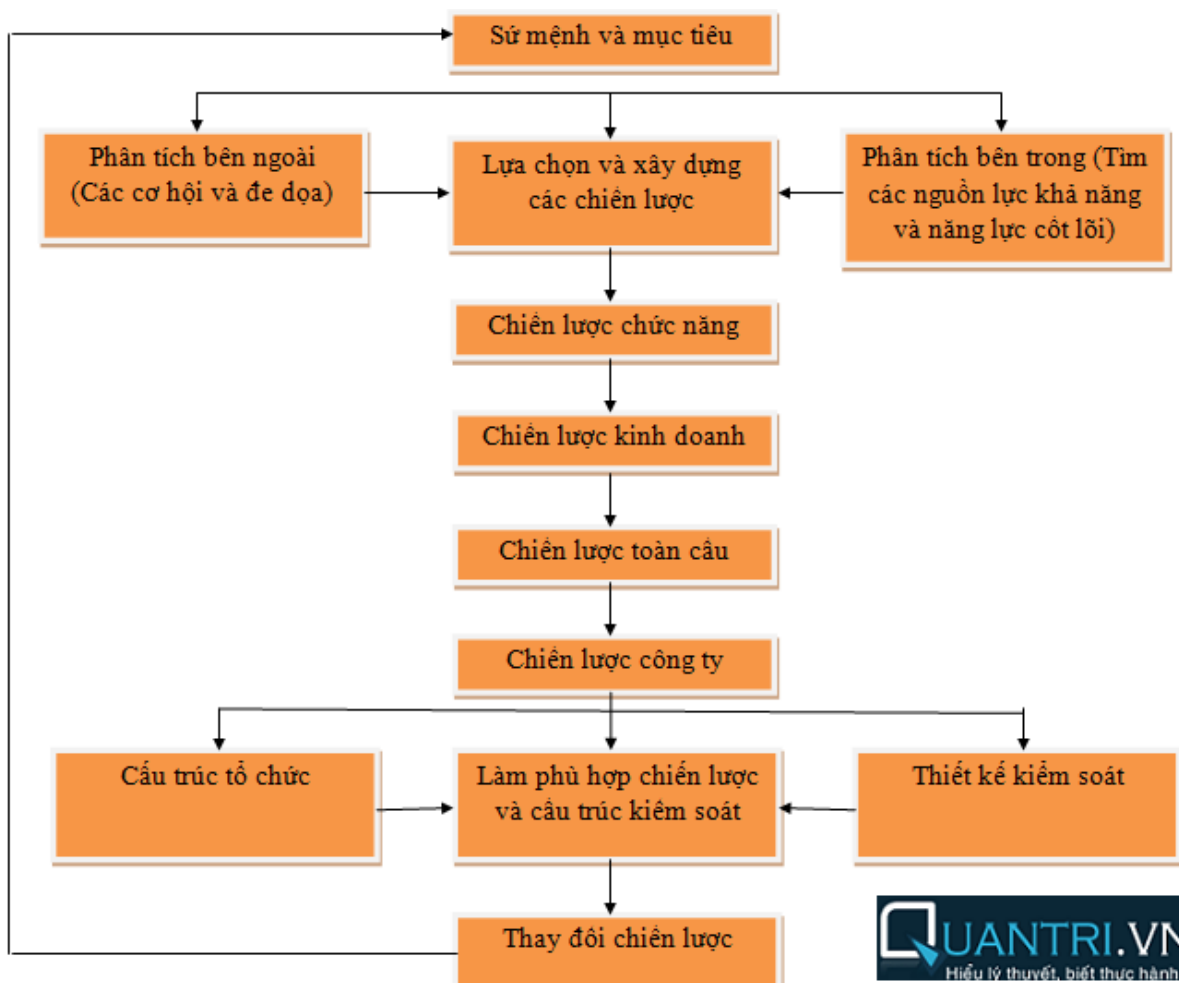 Sứ mệnh và mục tiêu
Phân tích bên ngoài
(Các cơ hội và đe dọa)
Lựa chọn và xây dựng
các chiến lược
Phân tích bên trong (Tìm
các nguồn lực khả năng
và năng lực cốt lõi)
Chiến lược chức năng
Chiến lược kinh doanh
Chiến lược toàn cầu
Chiến lược công ty
Cấu trúc tổ chức
Làm phù hợp chiến lược
và cấu trúc kiểm soát
Thiết kế kiểm soát
Thay đổi chiến lược
QUANTRI.VN
Hiểu lý thuyết, biết thực hành